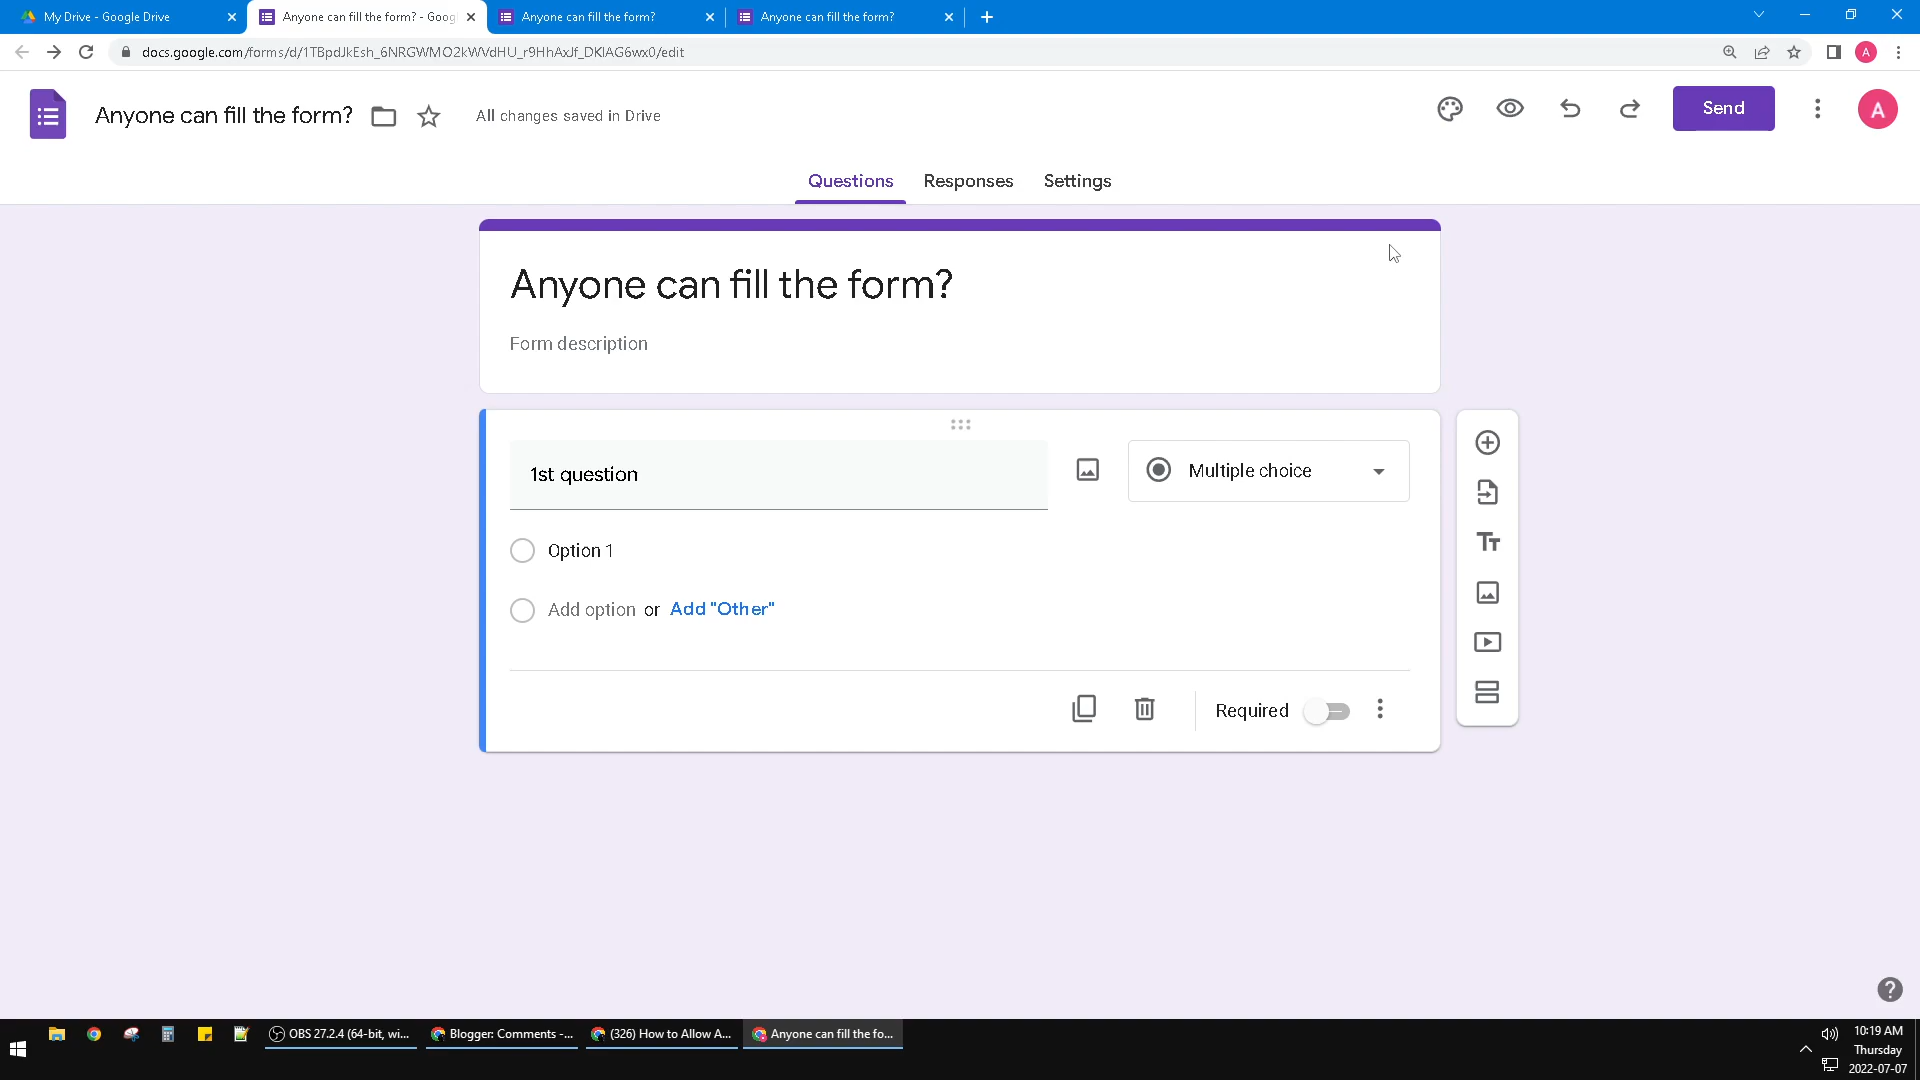 My Drive - Google Drive
Anyone can fill the form? - Goog
Anyone can fill the form?
Anyone can fill the form?
docs.google.com/forms/d/1TBpdJkEsh_6NRGWMO2kWVdHU_r9HhAxJf_DKlAG6wx0/edit
A
Anyone can fill the form?
All changes saved in Drive
Send
A
Questions
Responses
Settings
Anyone can fill the form?
Form description
1st question
Multiple choice
Option 1
Add option or Add "Other"
Required
OBS 27.2.4 (64-bit, wi...
Blogger: Comments -...
(326) How to Allow A...
Anyone can fill the fo...
10:19 AM
Thursday
2022-07-07